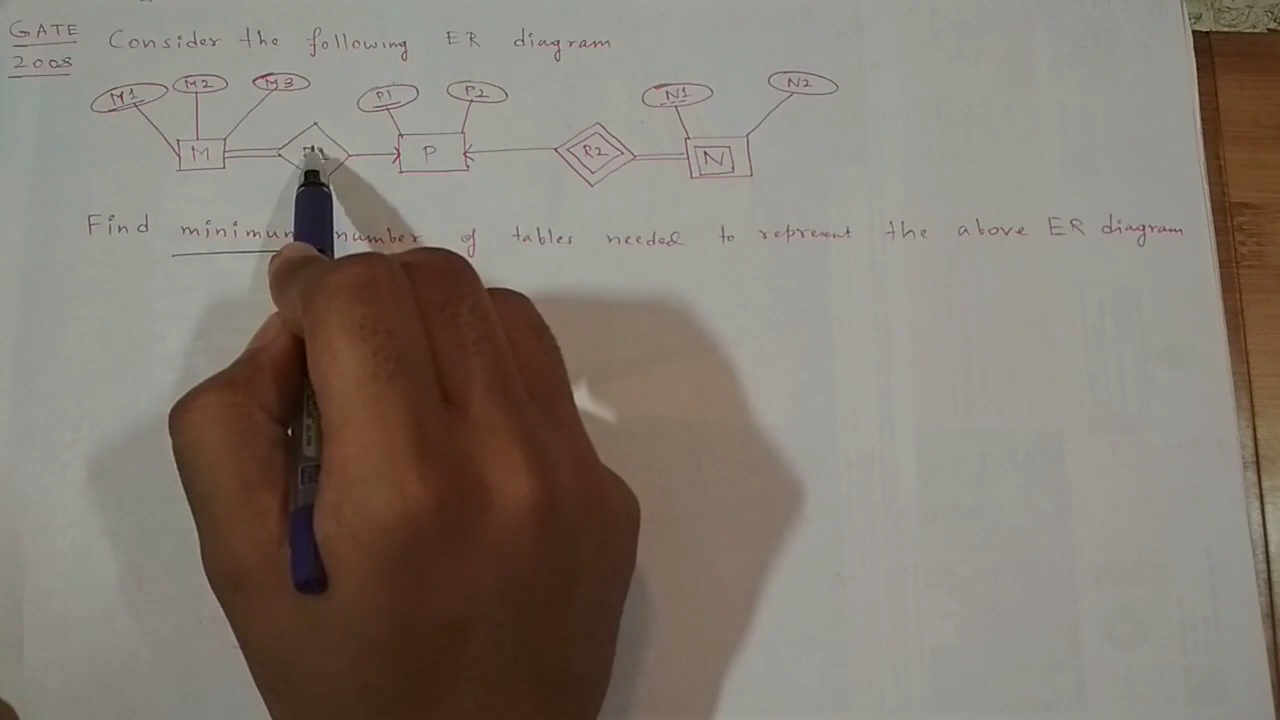 GATE
2008
Consider the following ER diagram
M1 M2 M3 P1 P2 N1 N2
M P R2 N
Find number of tables needed to represent the above ER diagram